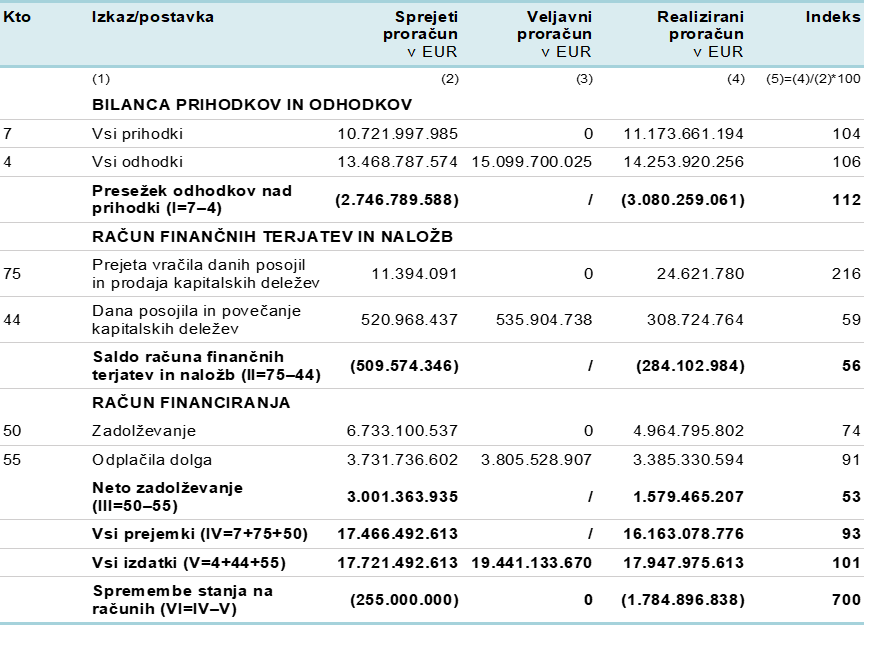 Kto Izkaz/postavka Sprejeti Veljavni Realizirani Indeks
proračun proračun proračun
v EUR v EUR v EUR
(1) (2) (3) (4) (5)=(4)/(2)*100
BILANCA PRIHODKOV IN ODHODKOV
7 Vsi prihodki 10.721.997.985 0 11.173.661.194 104
4 Vsi odhodki 13.468.787.574 15.099.700.025 14.253.920.256 106
Presežek odhodkov nad
prihodki (I=7–4) (2.746.789.588) / (3.080.259.061) 112
RAČUN FINANČNIH TERJATEV IN NALOŽB
75 Prejeta vračila danih posojil
in prodaja kapitalskih deležev 11.394.091 0 24.621.780 216
44 Dana posojila in povečanje
kapitalskih deležev 520.968.437 535.904.738 308.724.764 59
Saldo računa finančnih
terjatev in naložb (II=75–44) (509.574.346) / (284.102.984) 56
RAČUN FINANCIRANJA
50 Zadolževanje 6.733.100.537 0 4.964.795.802 74
55 Odplačila dolga 3.731.736.602 3.805.528.907 3.385.330.594 91
Neto zadolževanje
(III=50–55) 3.001.363.935 / 1.579.465.207 53
Vsi prejemki (IV=7+75+50) 17.466.492.613 / 16.163.078.776 93
Vsi izdatki (V=4+44+55) 17.721.492.613 19.441.133.670 17.947.975.613 101
Spremembe stanja na
računih (VI=IV–V) (255.000.000) 0 (1.784.896.838) 700